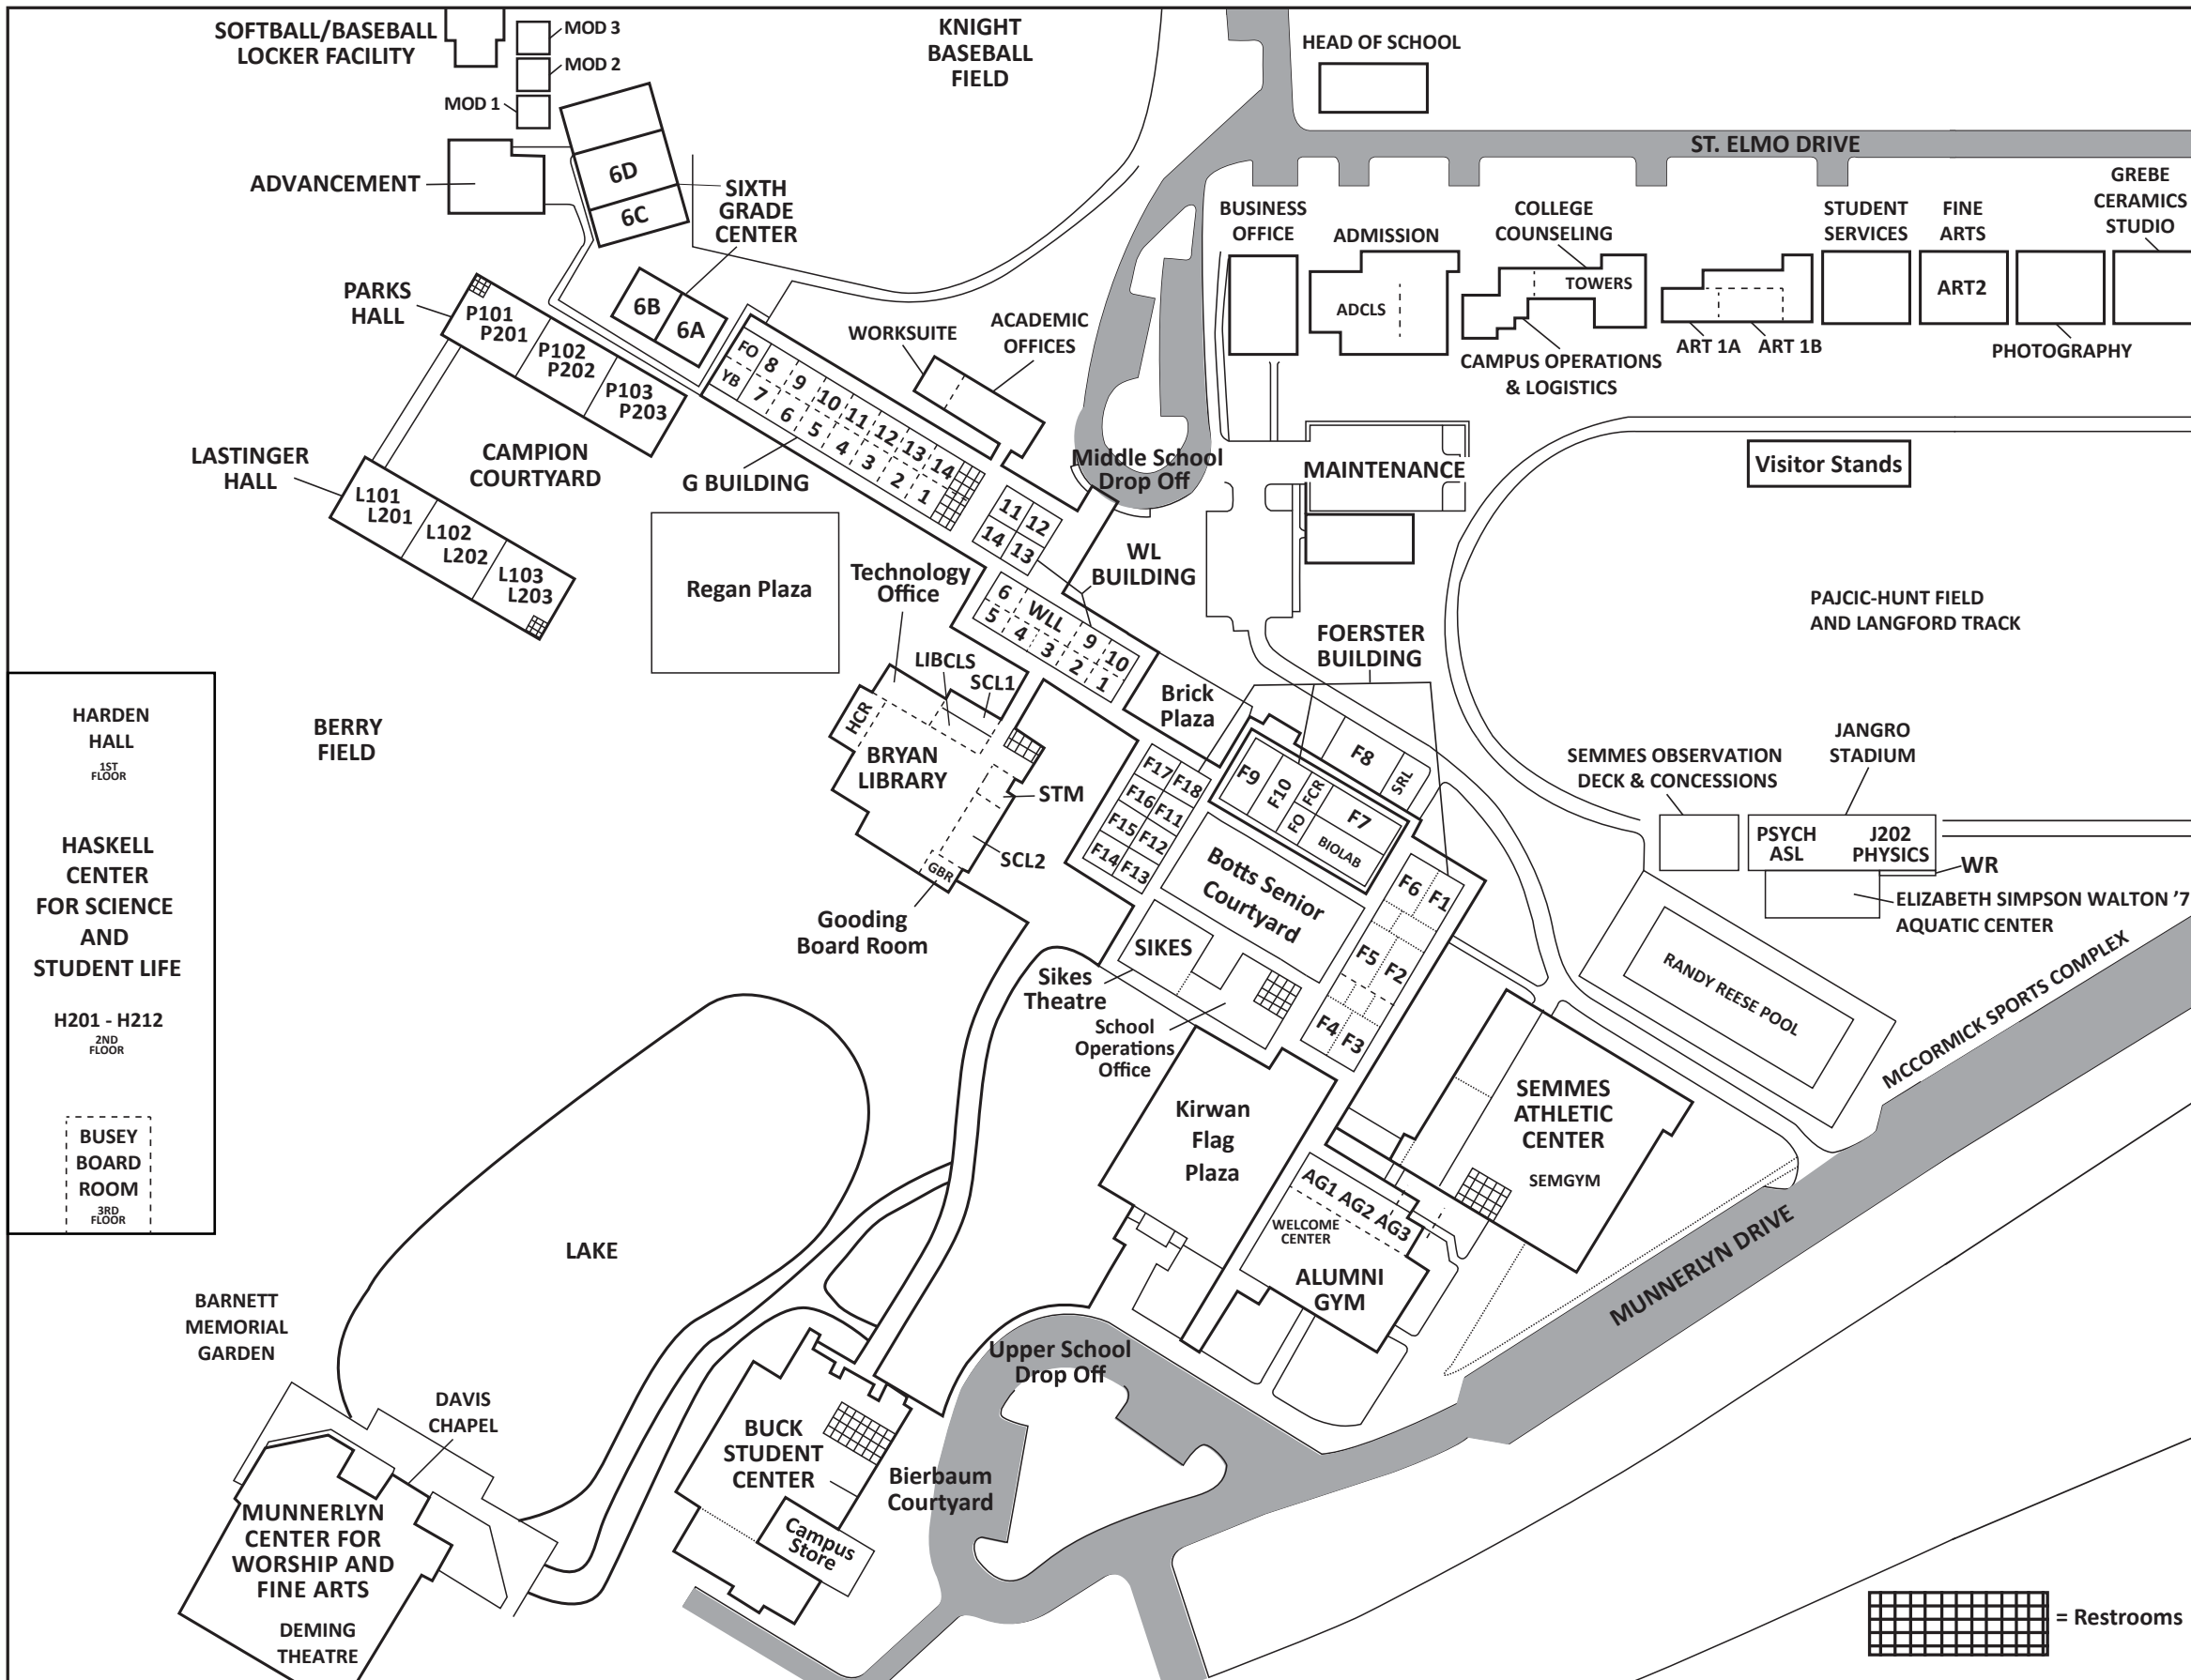 SOFTBALL/BASEBALL
LOCKER FACILITY
MOD 3
MOD 2
MOD 1
KNIGHT
BASEBALL
FIELD
HEAD OF SCHOOL
ST. ELMO DRIVE
ADVANCEMENT
6D
6C
SIXTH
GRADE
CENTER
6B
6A
BUSINESS
OFFICE
ADMISSION
ADCLS
COLLEGE
COUNSELING
TOWERS
CAMPUS OPERATIONS
& LOGISTICS
ART 1A
ART 1B
STUDENT
SERVICES
FINE
ARTS
ART2
PHOTOGRAPHY
GREBE
CERAMICS
STUDIO
PARKS
HALL
P101
P201
P102
P202
P103
P203
WORKSUITE
ACADEMIC
OFFICES
FO
8
9
10
11
12
13
14
YB
7
6
5
4
3
2
1
G BUILDING
CAMPION
COURTYARD
LASTINGER
HALL
L101
L201
L102
L202
L103
L203
Middle School
Drop Off
MAINTENANCE
Visitor Stands
Regan Plaza
11
12
14
13
WL
BUILDING
6
WLL
9
10
5
4
3
2
1
Technology
Office
LIBCLS
SCL1
HCR
BRYAN
LIBRARY
STM
SCL2
GBR
Gooding
Board Room
Brick
Plaza
FOERSTER
BUILDING
PAJCIC-HUNT FIELD
AND LANGFORD TRACK
F17
F18
F16
F11
F15
F12
F14
F13
F9
F10
FCR
FO
F7
BIOLAB
F8
SRL
F6
F1
F5
F2
F4
F3
Botts Senior
Courtyard
SIKES
Sikes
Theatre
School
Operations
Office
JANGRO
STADIUM
SEMMES OBSERVATION
DECK & CONCESSIONS
PSYCH
ASL
J202
PHYSICS
WR
ELIZABETH SIMPSON WALTON '7
AQUATIC CENTER
RANDY REESE POOL
MCCORMICK SPORTS COMPLEX
HARDEN
HALL
1ST
FLOOR
HASKELL
CENTER
FOR SCIENCE
AND
STUDENT LIFE
H201 - H212
2ND
FLOOR
BUSEY
BOARD
ROOM
3RD
FLOOR
BERRY
FIELD
Kirwan
Flag
Plaza
SEMMES
ATHLETIC
CENTER
SEMGYM
AG1
AG2
AG3
WELCOME
CENTER
ALUMNI
GYM
MUNNERLYN DRIVE
LAKE
BARNETT
MEMORIAL
GARDEN
DAVIS
CHAPEL
Upper School
Drop Off
BUCK
STUDENT
CENTER
Bierbaum
Courtyard
Campus
Store
MUNNERLYN
CENTER FOR
WORSHIP AND
FINE ARTS
DEMING
THEATRE
= Restrooms